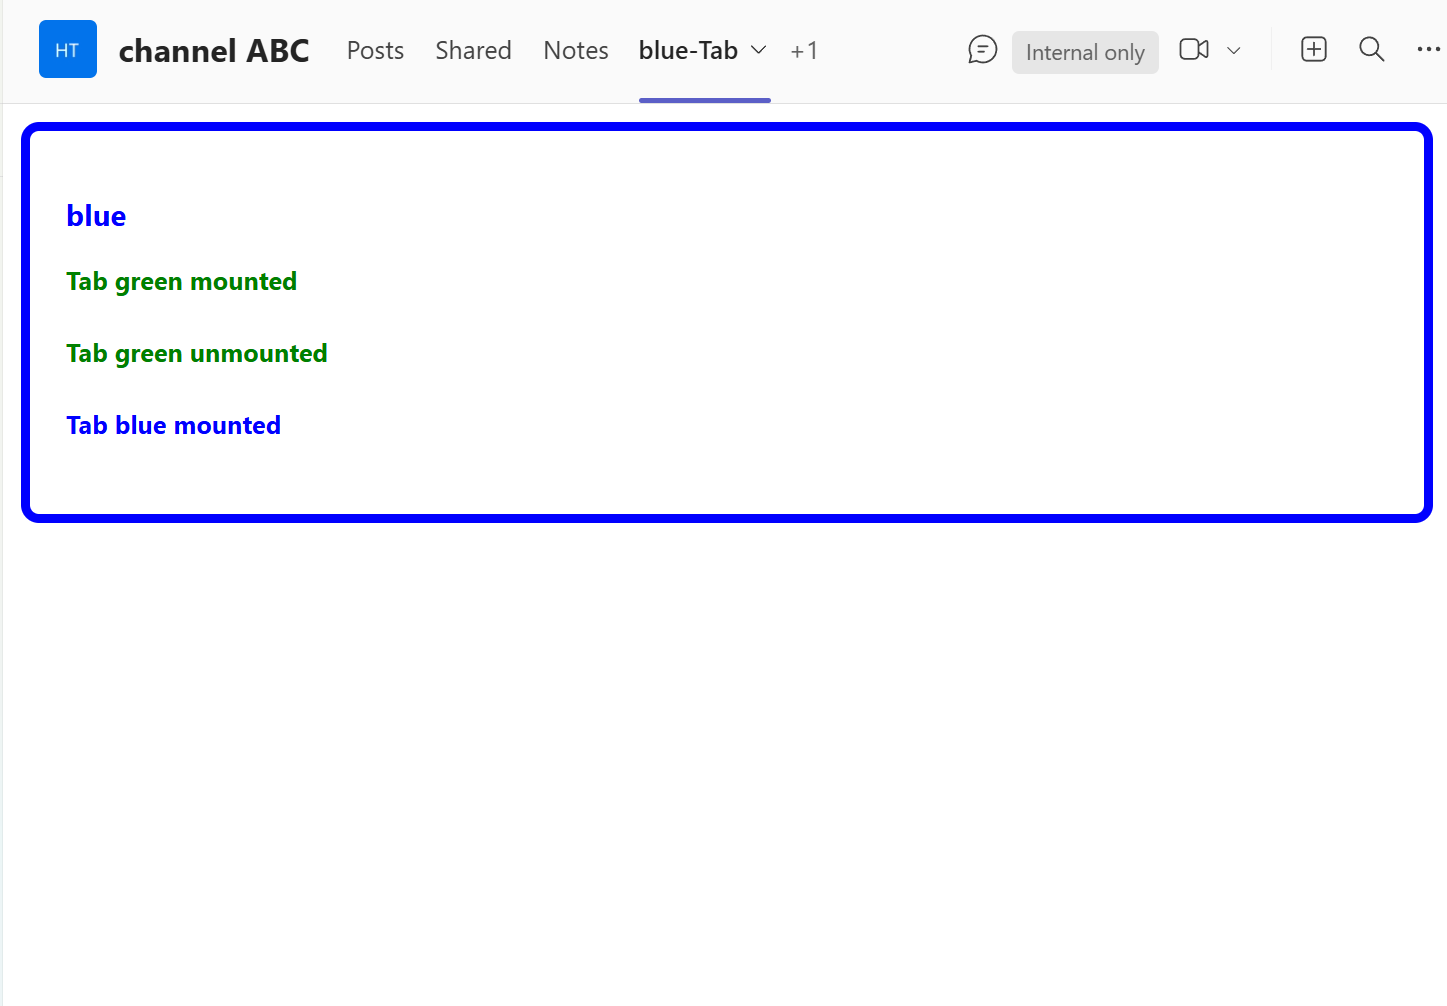 HT channel ABC Posts Shared Notes blue-Tab +1 Internal only
blue
Tab green mounted
Tab green unmounted
Tab blue mounted